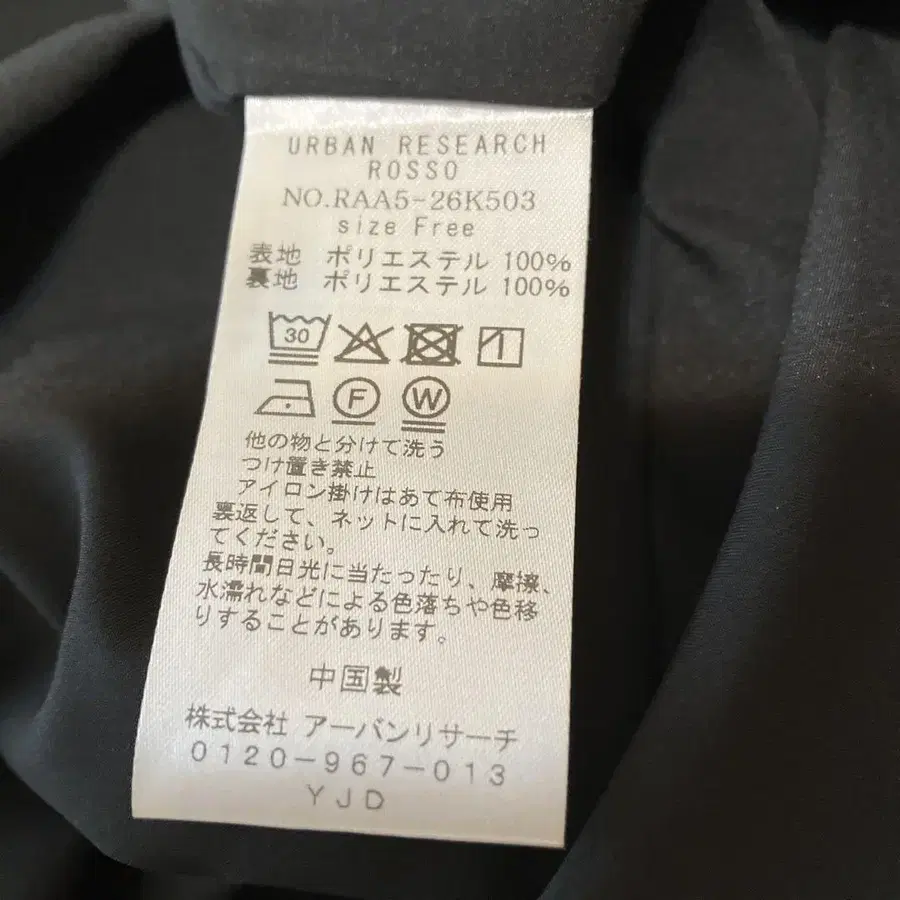 URBAN RESEARCH
ROSSO
NO.RAA5-26K503
size Free
表地 ポリエステル 100%
裏地 ポリエステル 100%
30
F W
他の物と分けて洗う
つけ置き禁止
アイロン掛けはあて布使用
裏返して、ネットに入れて洗っ
てください。
長時間日光に当たったり、摩擦、
水濡れなどによる色落ちや色移
りすることがあります。
中国製
株式会社 アーバンリサーチ
0120-967-013
YJD